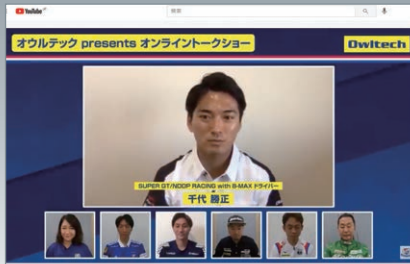 YouTube JP
検索
オウルテック presents オンライントークショー
Owltech
SUPER GT/NDDP RACING with B-MAX ドライバー
千代 勝正